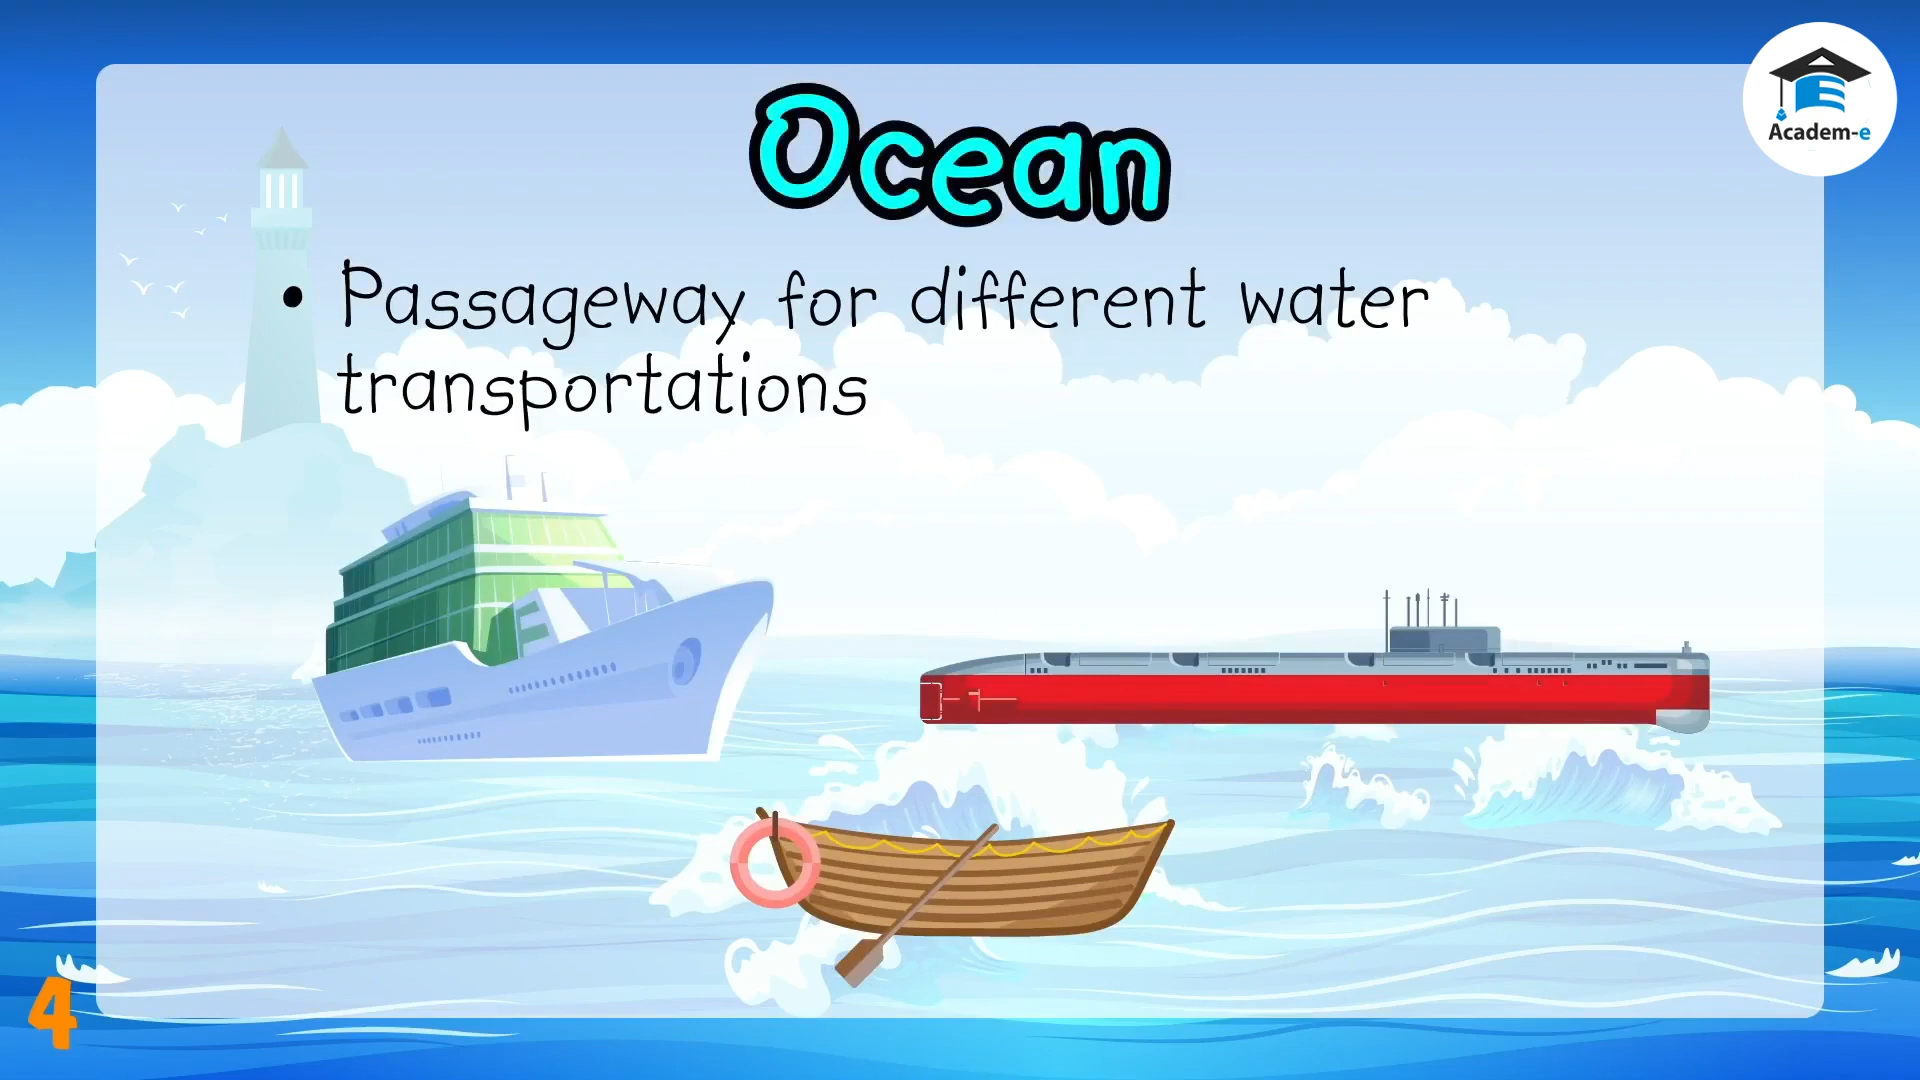 Academ-e
Ocean
• Passageway for different water
transportations
4